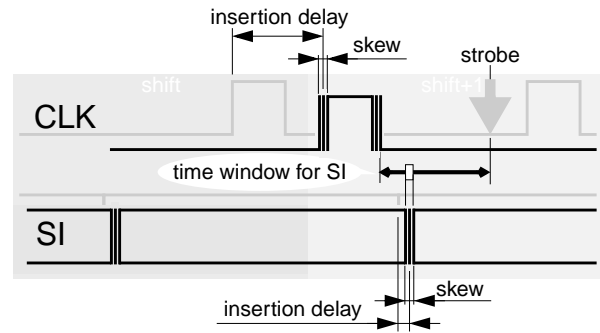 insertion delay
skew
strobe
shift
shift+1
CLK
time window for SI
SI
skew
insertion delay